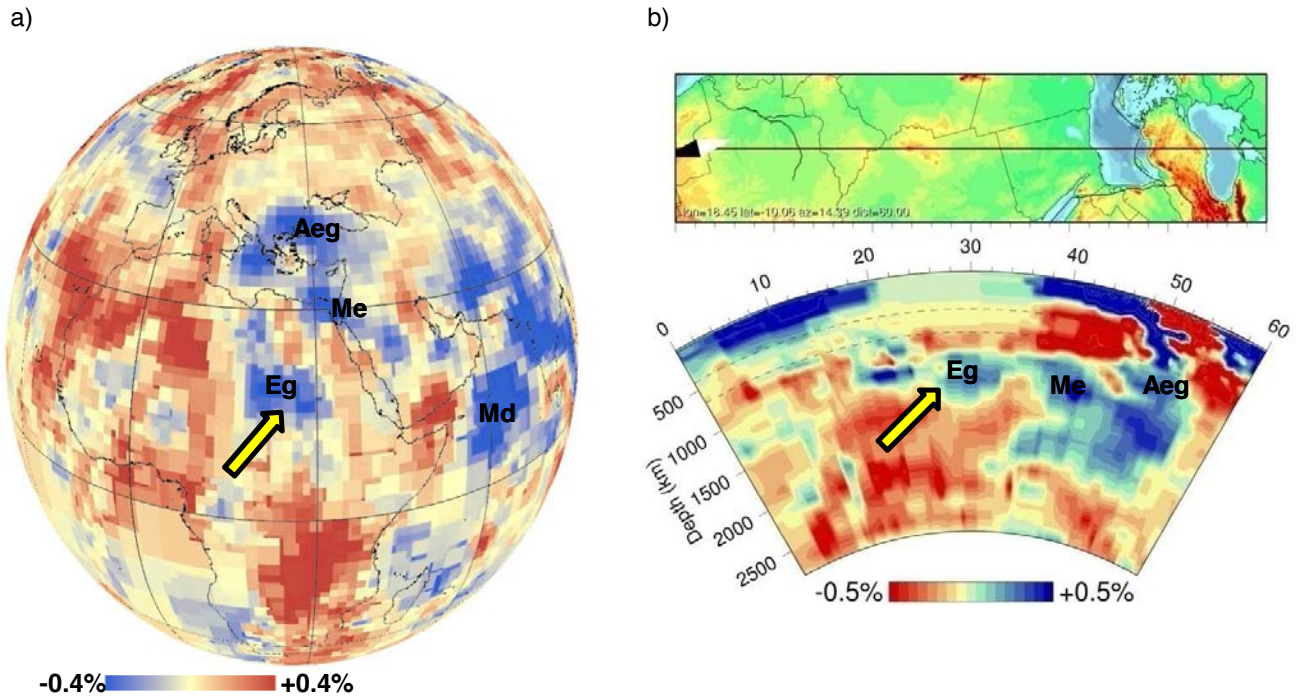 a)
Aeg
Me
Eg
Md
-0.4%
+0.4%
b)
lon=18.45 lat=-10.06 az=14.39 dist=60.00
0
10
20
30
40
50
60
500
1000
1500
2000
2500
Depth (km)
Eg
Me
Aeg
-0.5%
+0.5%